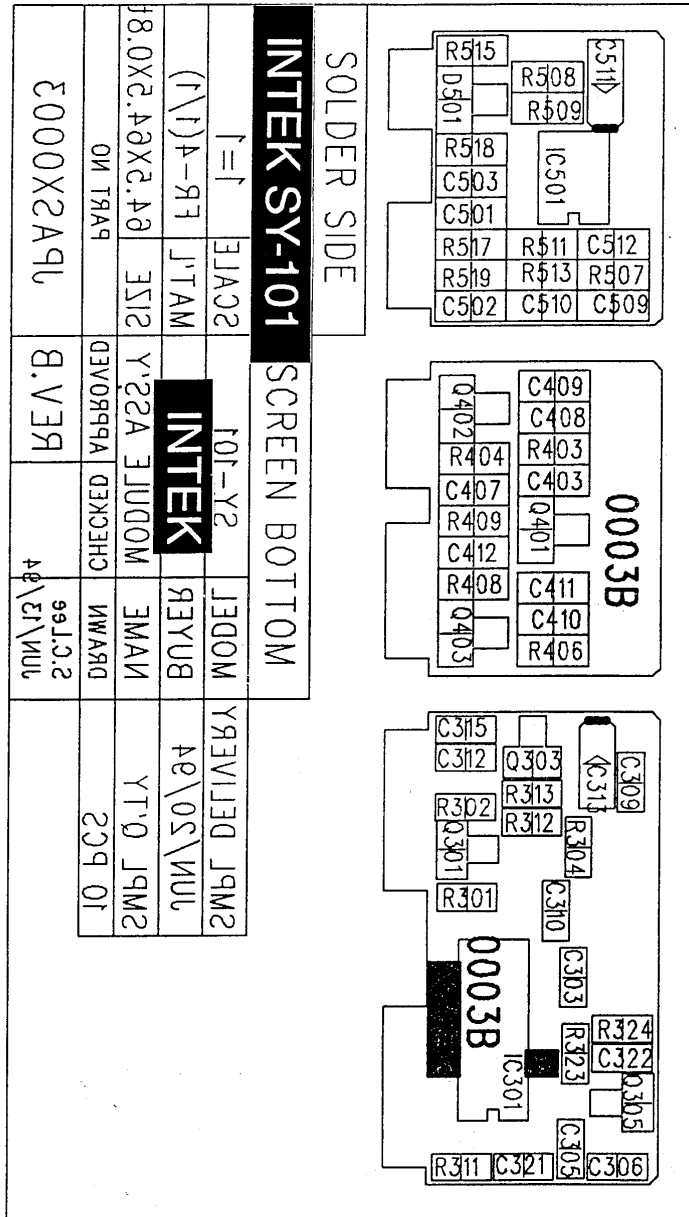 SOLDER SIDE
INTEK SY-101 SCREEN BOTTOM
SCALE 1=1
MAT'L FR-4(1/1)
SIZE 94.5X94.5X0.8t
PART NO JPASX0003
REV.B
MODEL SY-101
BUYER INTEK
NAME MODULE ASS'Y
DRAWN CHECKED APPROVED
S.C.Lee
JUN/13/94
SMPL DELIVERY
JUN/20/94
SMPL Q'TY
10 PCS
R515
D501
R508
R509
C511
R518
C503
C501
IC501
R517 R511 C512
R519 R513 R507
C502 C510 C509
Q402
C409
C408
R404 R403
C407 C403
R409
Q401
C412
R408 C411
C410
Q403
R406
0003B
C315
C312
Q303
C313
C309
R313
R302
R312
Q301
R304
R301
C310
0003B
C303
IC301
R323
R324
C322
Q305
C305
R311 C321 C306